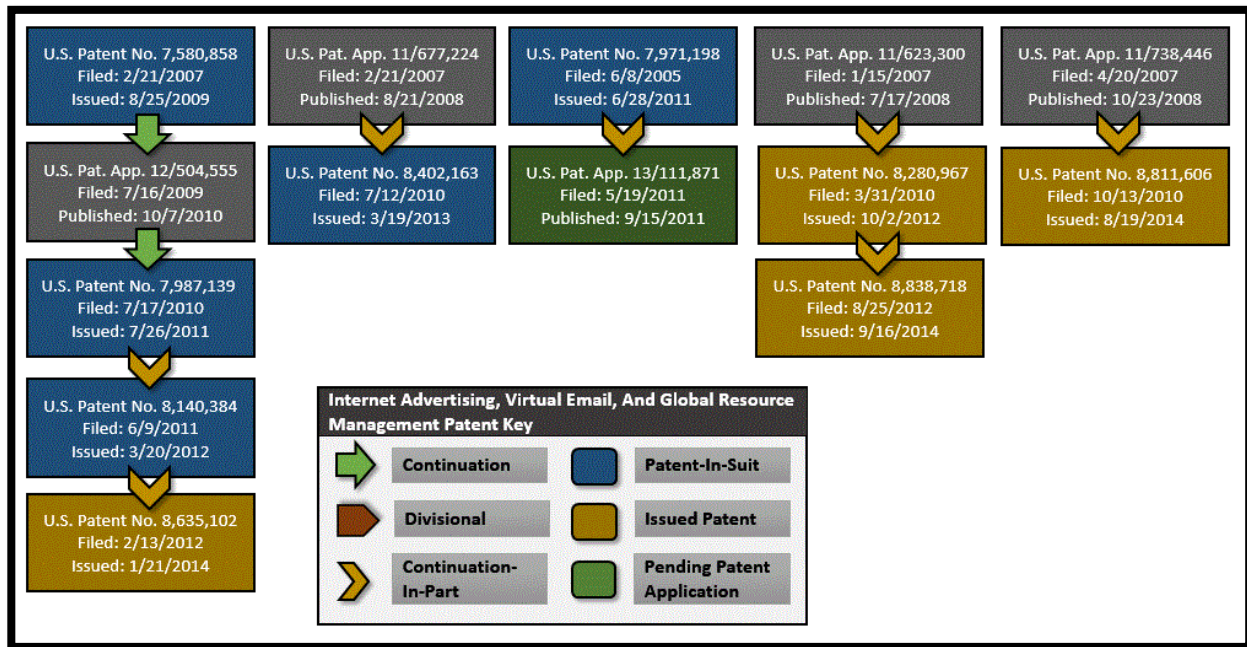 U.S. Patent No. 7,580,858
Filed: 2/21/2007
Issued: 8/25/2009
U.S. Pat. App. 12/504,555
Filed: 7/16/2009
Published: 10/7/2010
U.S. Patent No. 7,987,139
Filed: 7/17/2010
Issued: 7/26/2011
U.S. Patent No. 8,140,384
Filed: 6/9/2011
Issued: 3/20/2012
U.S. Patent No. 8,635,102
Filed: 2/13/2012
Issued: 1/21/2014
U.S. Pat. App. 11/677,224
Filed: 2/21/2007
Published: 8/21/2008
U.S. Patent No. 8,402,163
Filed: 7/12/2010
Issued: 3/19/2013
U.S. Patent No. 7,971,198
Filed: 6/8/2005
Issued: 6/28/2011
U.S. Pat. App. 13/111,871
Filed: 5/19/2011
Published: 9/15/2011
U.S. Pat. App. 11/623,300
Filed: 1/15/2007
Published: 7/17/2008
U.S. Patent No. 8,280,967
Filed: 3/31/2010
Issued: 10/2/2012
U.S. Patent No. 8,838,718
Filed: 8/25/2012
Issued: 9/16/2014
U.S. Pat. App. 11/738,446
Filed: 4/20/2007
Published: 10/23/2008
U.S. Patent No. 8,811,606
Filed: 10/13/2010
Issued: 8/19/2014
Internet Advertising, Virtual Email, And Global Resource
Management Patent Key
Continuation
Patent-In-Suit
Divisional
Issued Patent
Continuation-
In-Part
Pending Patent
Application